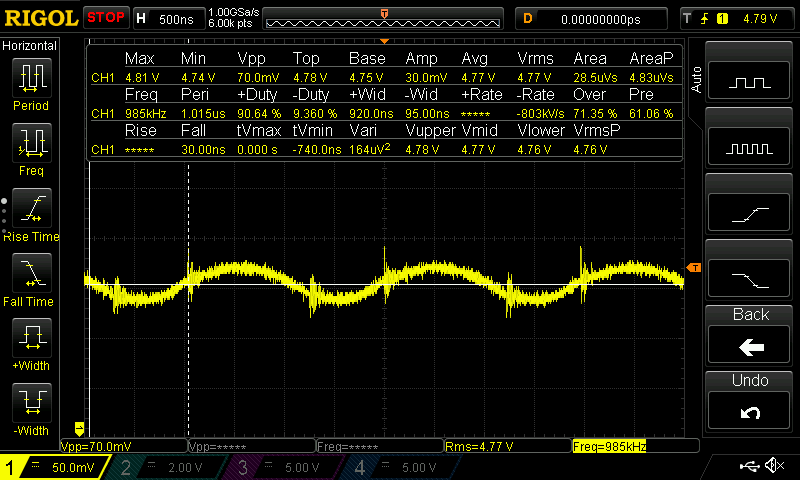 RIGOL STOP H 500ns 1.00GSa/s 6.00k pts T D 0.00000000ps T 1 4.79 V
Horizontal
Period
Freq
Rise Time
Fall Time
+Width
-Width
Max Min Vpp Top Base Amp Avg Vrms Area AreaP
CH1 4.81 V 4.74 V 70.0mV 4.78 V 4.75 V 30.0mV 4.77 V 4.77 V 28.5uVs 4.83uVs
Freq Peri +Duty -Duty +Wid -Wid +Rate -Rate Over Pre
CH1 985kHz 1.015us 90.64 % 9.360 % 920.0ns 95.00ns ***** -803kV/s 71.35 % 61.06 %
Rise Fall tVmax tVmin Vari Vupper Vmid Vlower VrmsP
CH1 ***** 30.00ns 0.000 s -740.0ns 164uV² 4.78 V 4.77 V 4.76 V 4.76 V
T
Auto
Back
Undo
Vpp=70.0mV Vpp=***** Freq=***** Rms=4.77 V Freq=985kHz
1 50.0mV 2 2.00 V 3 5.00 V 4 5.00 V